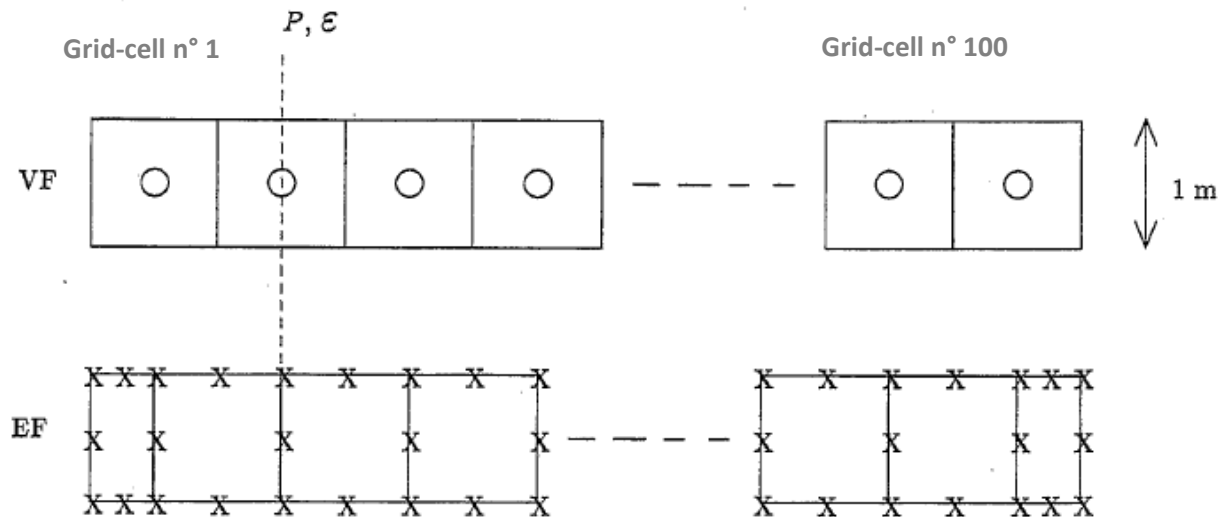 P, ε
Grid-cell n° 1
Grid-cell n° 100
VF
1 m
X X X X X X X X X X X X X X X X
EF X X X X X X X X X
X X X X X X X X X X X X X X X X